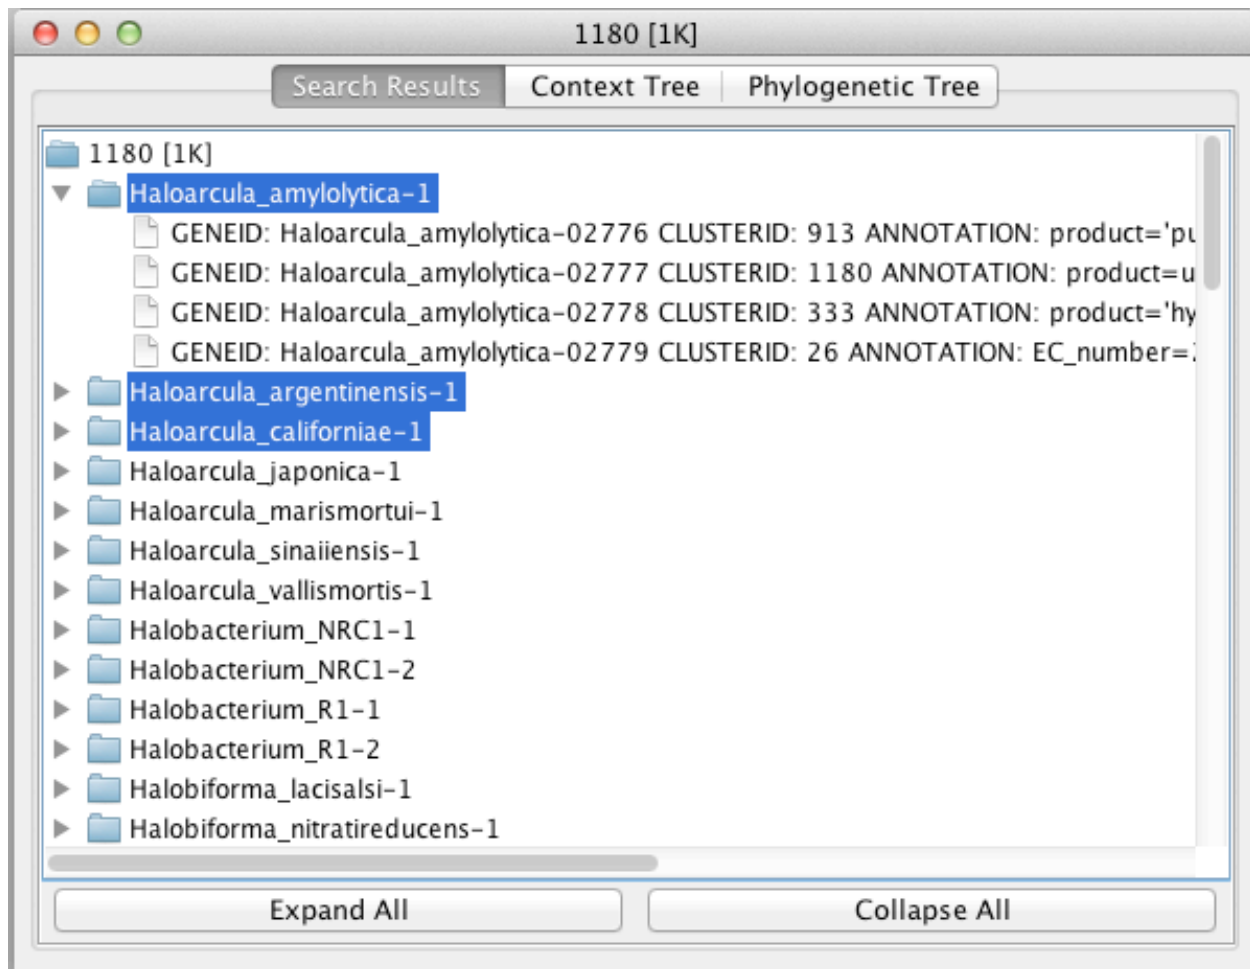 1180 [1K]
Search Results Context Tree Phylogenetic Tree
1180 [1K]
Haloarcula_amylolytica-1
GENEID: Haloarcula_amylolytica-02776 CLUSTERID: 913 ANNOTATION: product='pu
GENEID: Haloarcula_amylolytica-02777 CLUSTERID: 1180 ANNOTATION: product=u
GENEID: Haloarcula_amylolytica-02778 CLUSTERID: 333 ANNOTATION: product='hy
GENEID: Haloarcula_amylolytica-02779 CLUSTERID: 26 ANNOTATION: EC_number=
Haloarcula_argentinensis-1
Haloarcula_californiae-1
Haloarcula_japonica-1
Haloarcula_marismortui-1
Haloarcula_sinaiiensis-1
Haloarcula_vallismortis-1
Halobacterium_NRC1-1
Halobacterium_NRC1-2
Halobacterium_R1-1
Halobacterium_R1-2
Halobiforma_lacisalsi-1
Halobiforma_nitratireducens-1
Expand All Collapse All